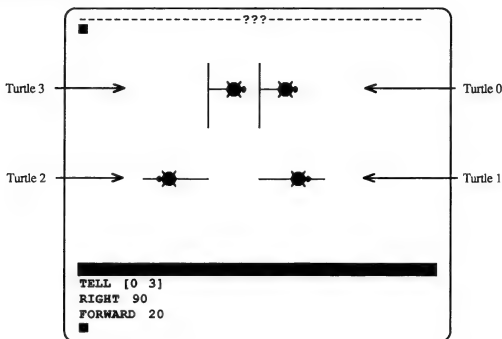 ???
Turtle 3
Turtle 0
Turtle 2
Turtle 1
TELL [0 3]
RIGHT 90
FORWARD 20